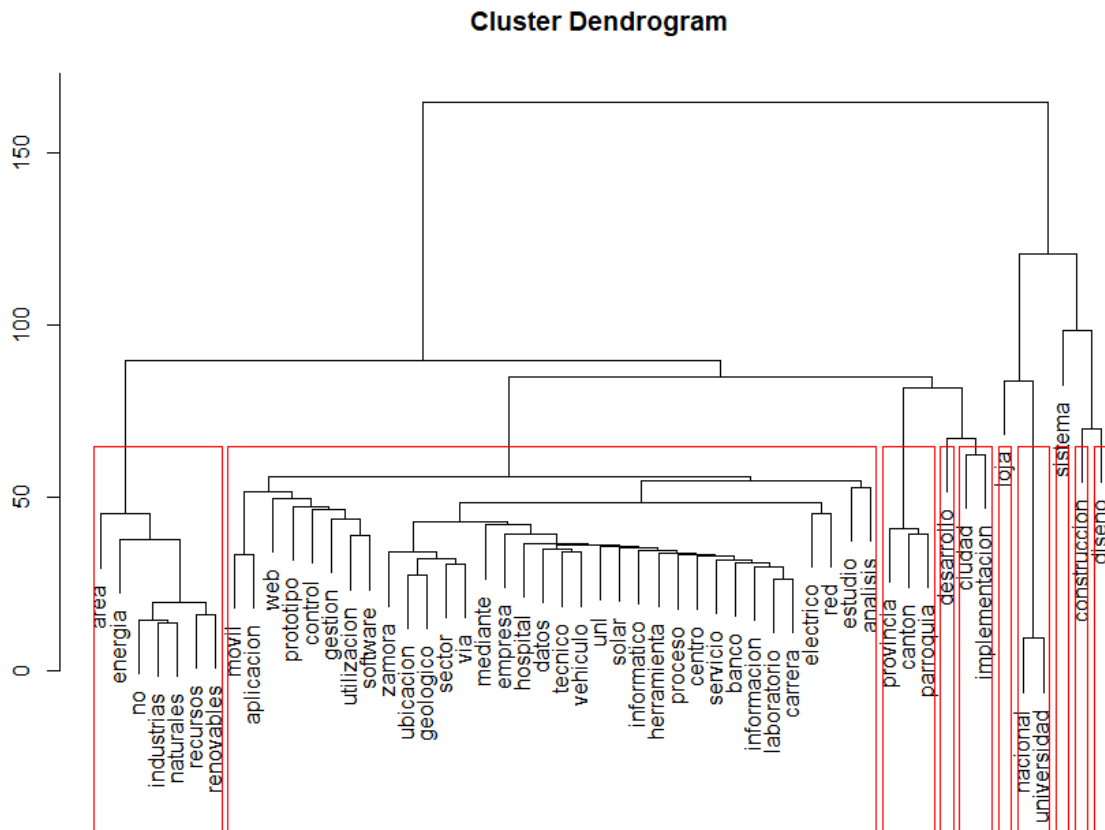 Cluster Dendrogram
150
100
50
0
area
energia
no
industrias
naturales
recursos
renovables
movil
aplicacion
web
prototipo
control
gestion
utilizacion
software
zamora
ubicacion
geologico
sector
via
mediante
empresa
hospital
datos
tecnico
vehiculo
unl
solar
informatico
herramienta
proceso
centro
servicio
banco
informacion
laboratorio
carrera
electrico
red
estudio
analisis
provincia
canton
parroquia
desarrollo
ciudad
implementacion
loja
nacional
universidad
sistema
construccion
diseno